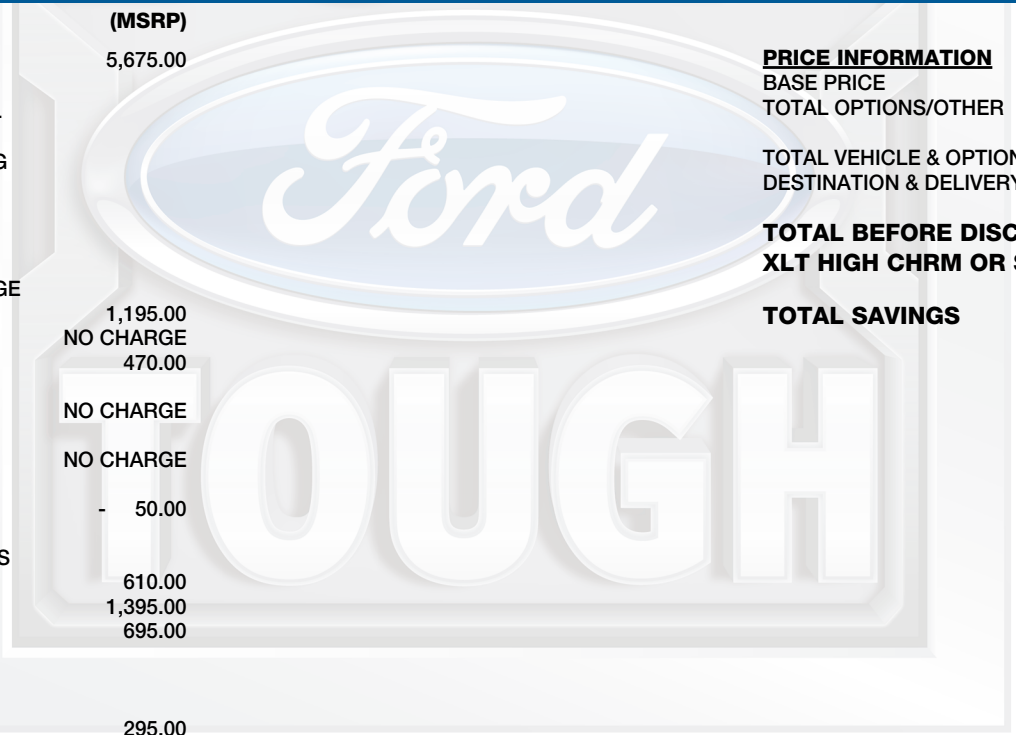 (MSRP)
5,675.00
G
GE
1,195.00
NO CHARGE
470.00
NO CHARGE
NO CHARGE
- 50.00
S
610.00
1,395.00
695.00
295.00
PRICE INFORMATION
BASE PRICE
TOTAL OPTIONS/OTHER
TOTAL VEHICLE & OPTION
DESTINATION & DELIVERY
TOTAL BEFORE DISC
XLT HIGH CHRM OR S
TOTAL SAVINGS
Ford
TOUGH